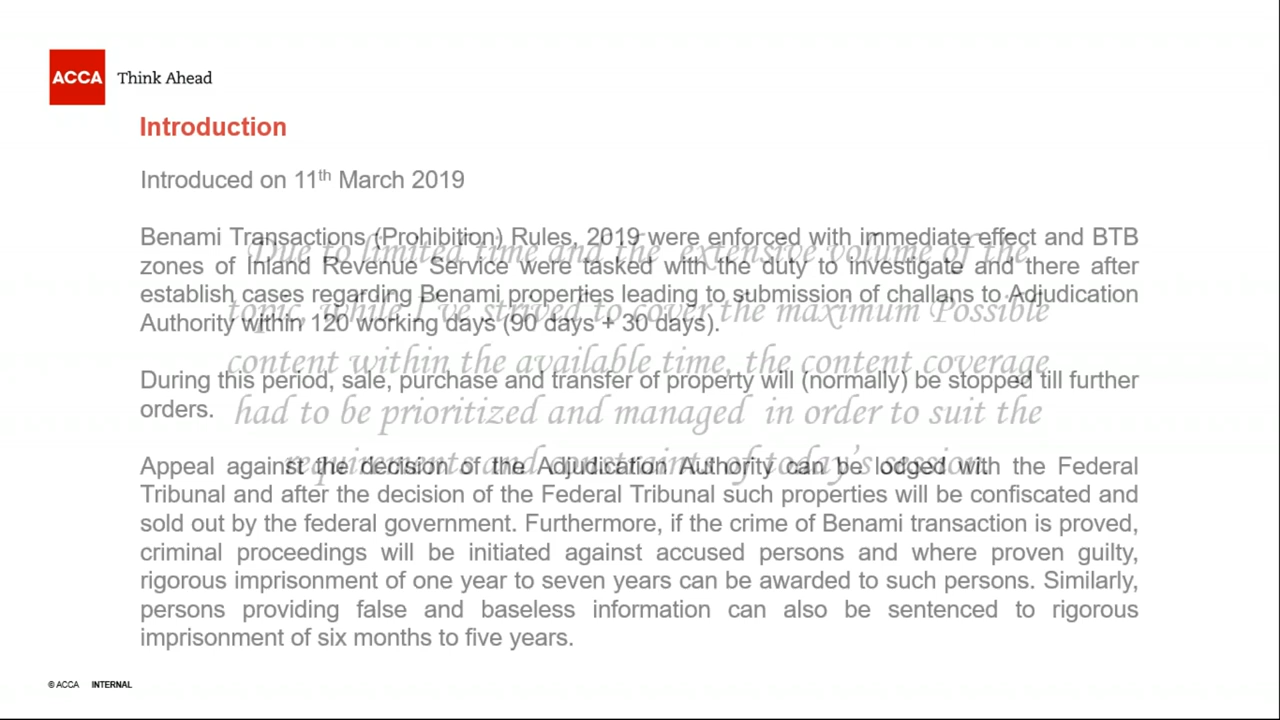 ACCA Think Ahead
Introduction
Introduced on 11th March 2019
Benami Transactions (Prohibition) Rules, 2019 were enforced with immediate effect and BTB
zones of Inland Revenue Service were tasked with the duty to investigate and there after
establish cases regarding Benami properties leading to submission of challans to Adjudication
Authority within 120 working days (90 days + 30 days).
During this period, sale, purchase and transfer of property will (normally) be stopped till further
orders.
Appeal against the decision of the Adjudication Authority can be lodged with the Federal
Tribunal and after the decision of the Federal Tribunal such properties will be confiscated and
sold out by the federal government. Furthermore, if the crime of Benami transaction is proved,
criminal proceedings will be initiated against accused persons and where proven guilty,
rigorous imprisonment of one year to seven years can be awarded to such persons. Similarly,
persons providing false and baseless information can also be sentenced to rigorous
imprisonment of six months to five years.
Due to limited time and the extensive volume of the
topic, while I've strived to cover the maximum Possible
content within the available time, the content coverage
had to be prioritized and managed in order to suit the
requirements and constraints of today's session.
© ACCA INTERNAL